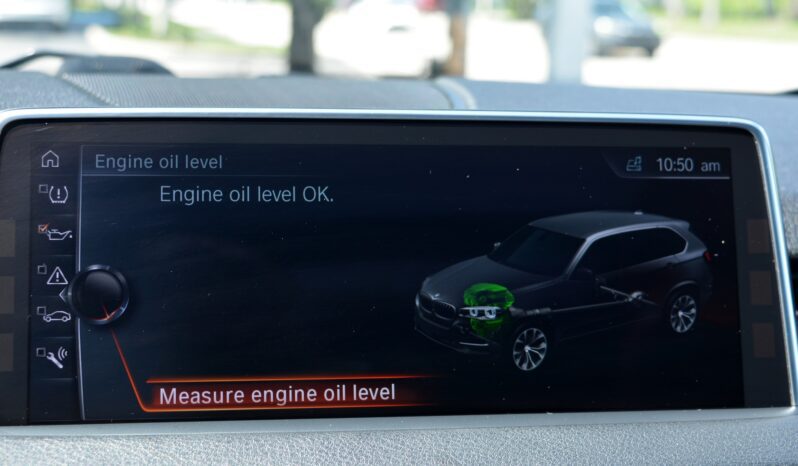 Engine oil level
10:50 am
Engine oil level OK.
Measure engine oil level